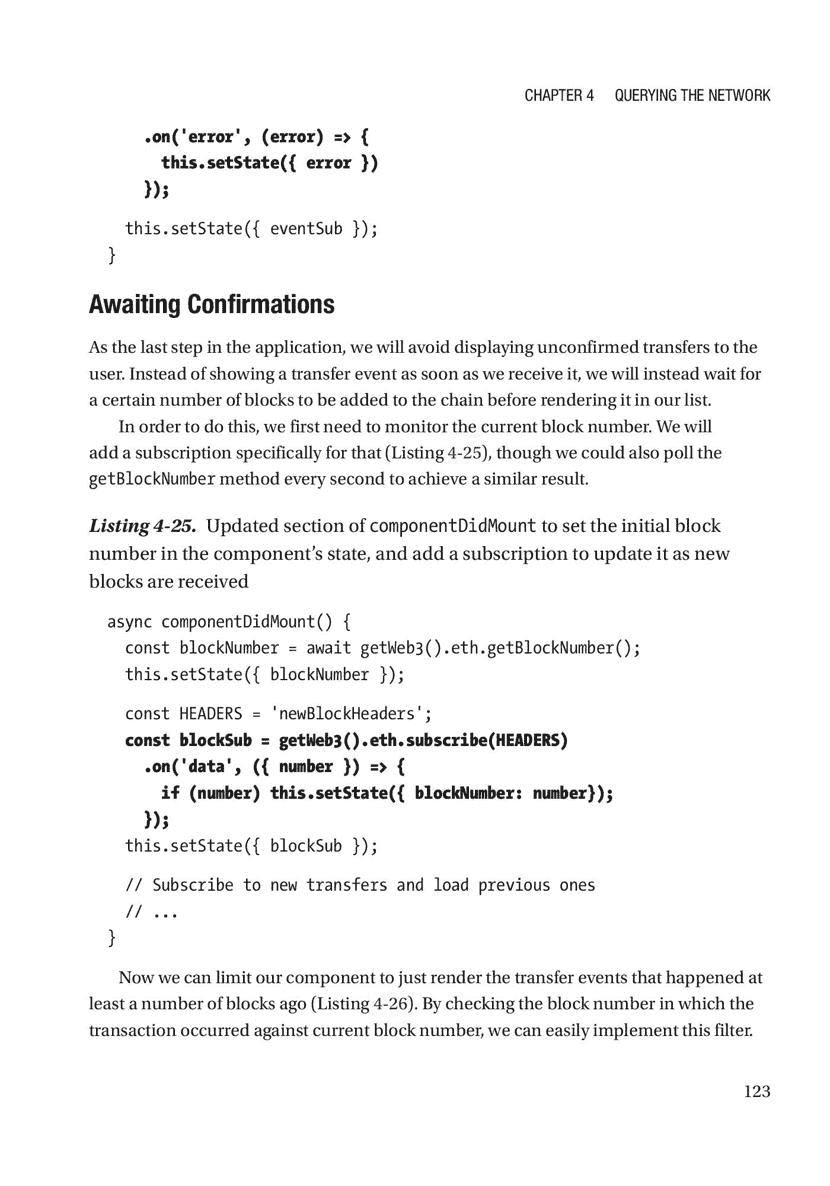 CHAPTER 4 QUERYING THE NETWORK
.on('error', (error) => {
this.setState({ error })
});
this.setState({ eventSub });
}
Awaiting Confirmations
As the last step in the application, we will avoid displaying unconfirmed transfers to the
user. Instead of showing a transfer event as soon as we receive it, we will instead wait for
a certain number of blocks to be added to the chain before rendering it in our list.
In order to do this, we first need to monitor the current block number. We will
add a subscription specifically for that (Listing 4-25), though we could also poll the
getBlockNumber method every second to achieve a similar result.
Listing 4-25. Updated section of componentDidMount to set the initial block
number in the component’s state, and add a subscription to update it as new
blocks are received
async componentDidMount() {
const blockNumber = await getWeb3().eth.getBlockNumber();
this.setState({ blockNumber });
const HEADERS = 'newBlockHeaders';
const blockSub = getWeb3().eth.subscribe(HEADERS)
.on('data', ({ number }) => {
if (number) this.setState({ blockNumber: number});
});
this.setState({ blockSub });
// Subscribe to new transfers and load previous ones
// ...
}
Now we can limit our component to just render the transfer events that happened at
least a number of blocks ago (Listing 4-26). By checking the block number in which the
transaction occurred against current block number, we can easily implement this filter.
123